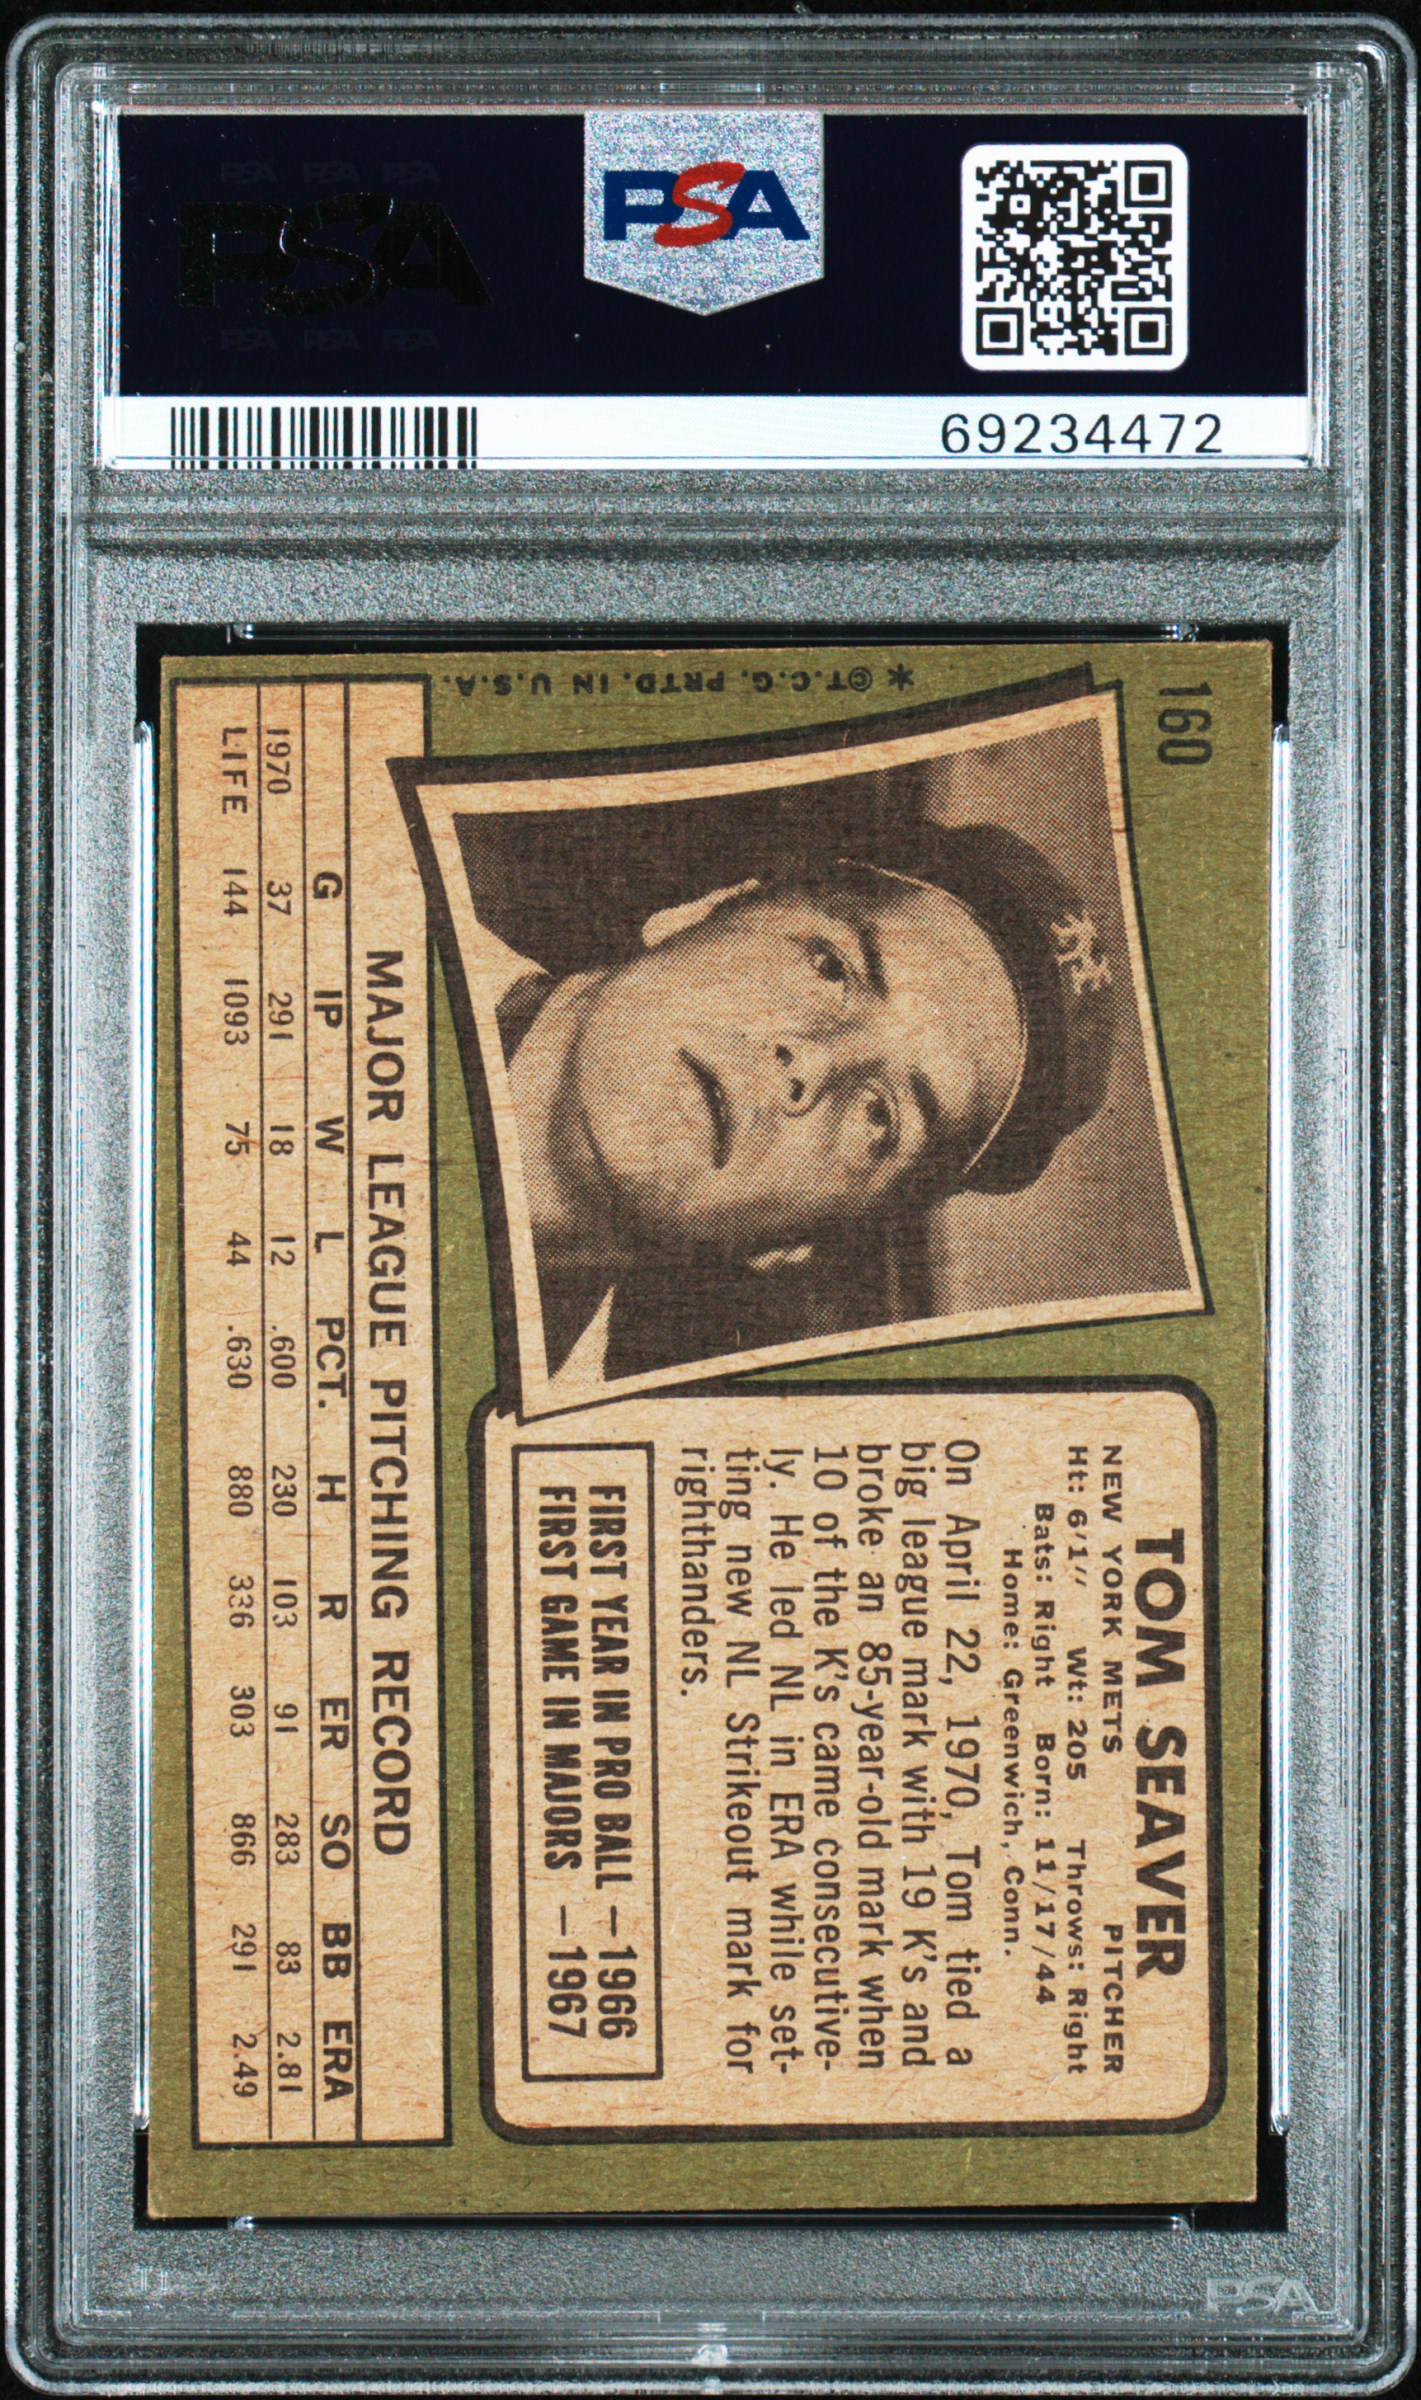 PSA PSA PSA
PSA
PSA PSA PSA
PSA
69234472
160
* ©T.C.G. PRTD. IN U.S.A.
TOM SEAVER
NEW YORK METS PITCHER
Ht: 6'1" Wt: 205 Throws: Right
Bats: Right Born: 11/17/44
Home: Greenwich, Conn.
On April 22, 1970, Tom tied a
big league mark with 19 K's and
broke an 85-year-old mark when
10 of the K's came consecutive-
ly. He led NL in ERA while set-
ting new NL Strikeout mark for
righthanders.
FIRST YEAR IN PRO BALL —1966
FIRST GAME IN MAJORS —1967
MAJOR LEAGUE PITCHING RECORD
G IP W L PCT. H R ER SO BB ERA
1970 37 291 18 12 .600 230 103 91 283 83 2.81
LIFE 144 1093 75 44 .630 880 336 303 866 291 2.49
PSA